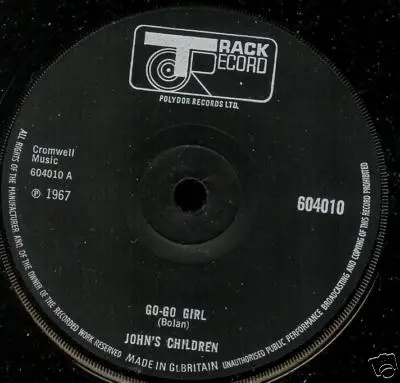 TRACK
RECORD
POLYDOR RECORDS LTD.
Cromwell
Music
604010 A
℗ 1967
604010
GO-GO GIRL
(Bolan)
JOHN'S CHILDREN
MADE IN Gt.BRITAIN
ALL RIGHTS OF THE MANUFACTURER AND OF THE OWNER OF THE RECORDED WORK RESERVED
UNAUTHORISED PUBLIC PERFORMANCE BROADCASTING AND COPYING OF THIS RECORD PROHIBITED